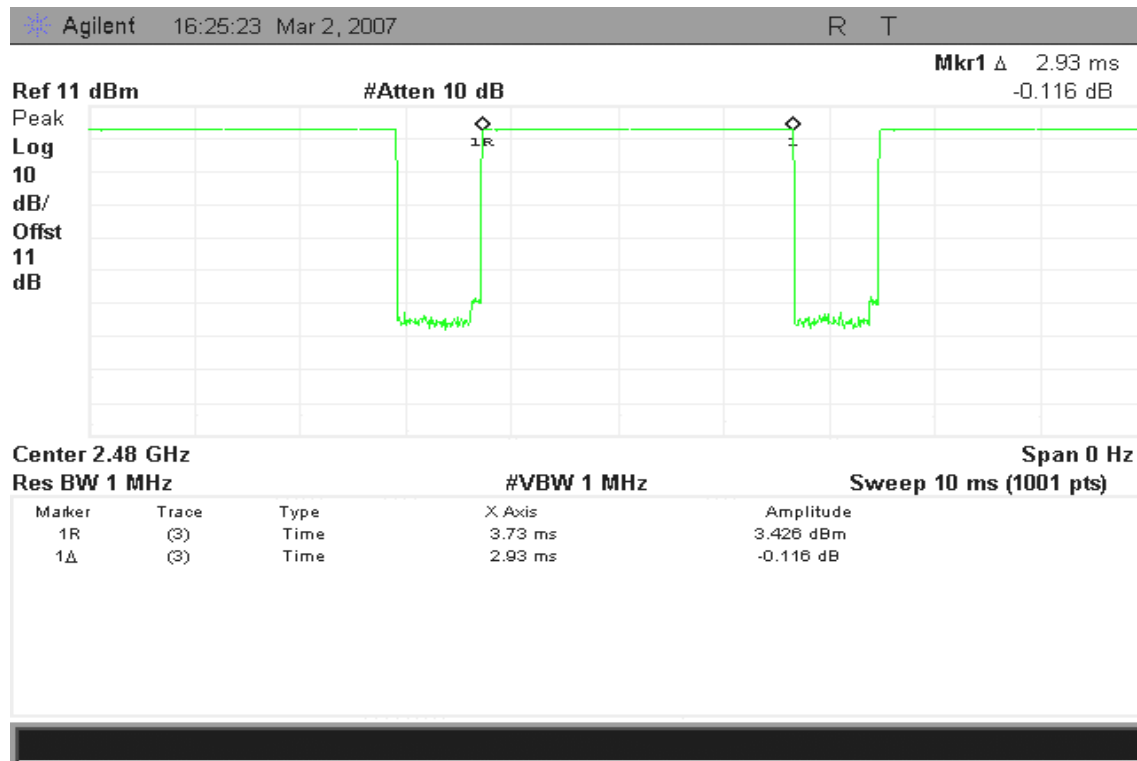 Agilent 16:25:23 Mar 2, 2007 R T
Mkr1 Δ 2.93 ms
Ref 11 dBm #Atten 10 dB -0.116 dB
Peak
Log
10
dB/
Offst
11
dB
1R 1
Center 2.48 GHz Span 0 Hz
Res BW 1 MHz #VBW 1 MHz Sweep 10 ms (1001 pts)
Marker Trace Type X Axis Amplitude
1R (3) Time 3.73 ms 3.426 dBm
1Δ (3) Time 2.93 ms -0.116 dB